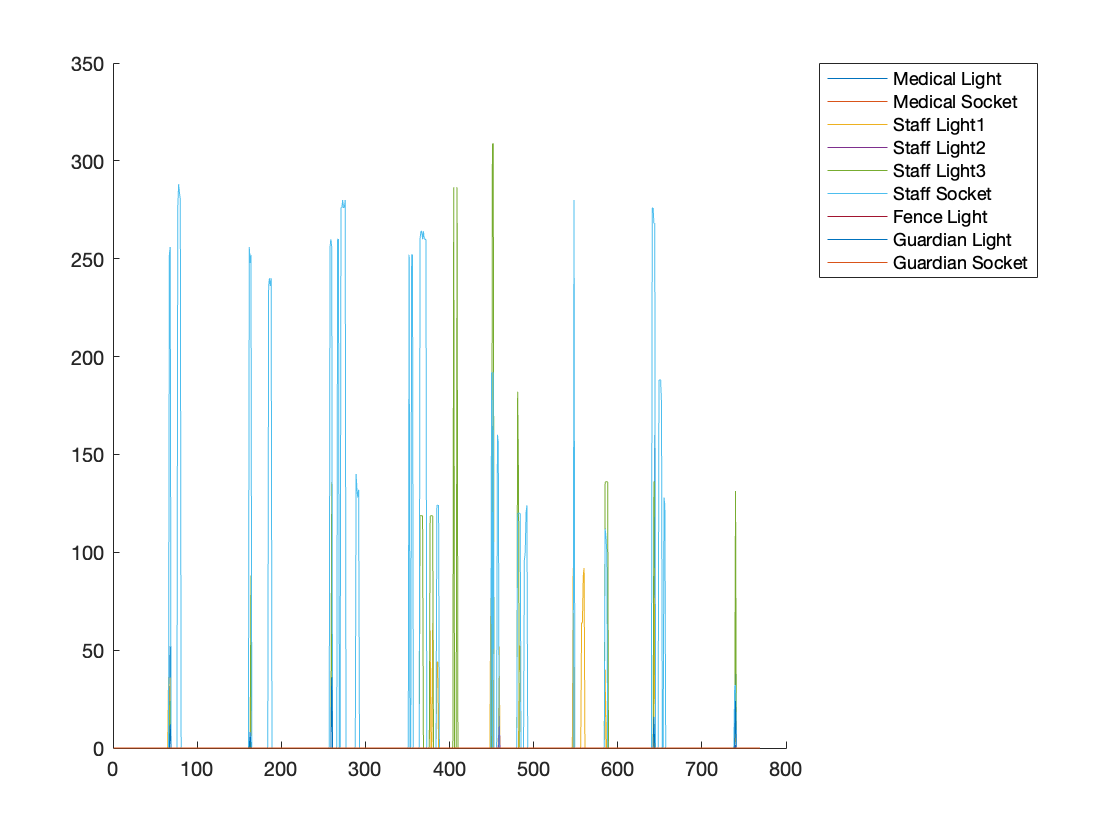 350
300
250
200
150
100
50
0
0 100 200 300 400 500 600 700 800
Medical Light
Medical Socket
Staff Light1
Staff Light2
Staff Light3
Staff Socket
Fence Light
Guardian Light
Guardian Socket